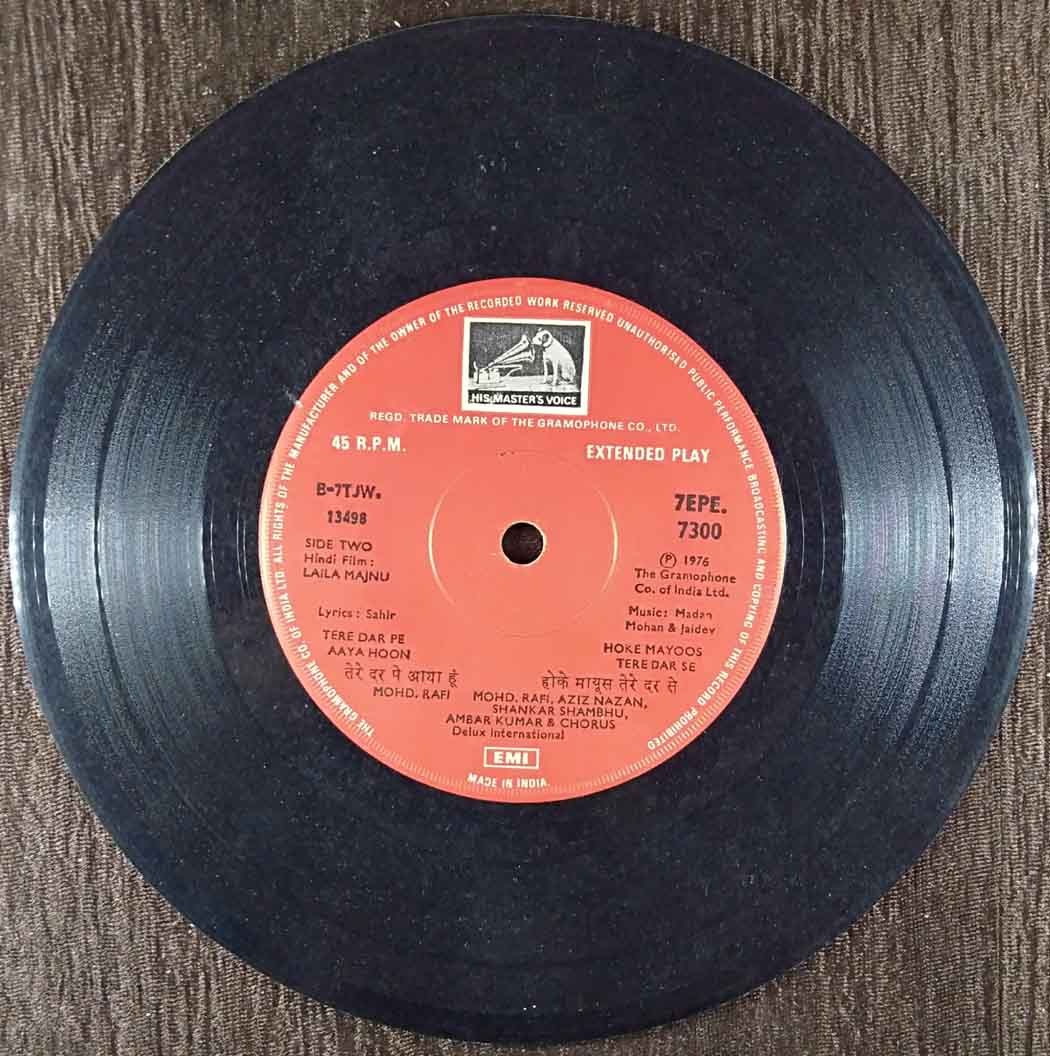 THE GRAMOPHONE CO. OF INDIA LTD. ALL RIGHTS OF THE MANUFACTURER AND OF THE OWNER OF THE RECORDED WORK RESERVED UNAUTHORISED PUBLIC PERFORMANCE BROADCASTING AND COPYING OF THIS RECORD PROHIBITED
HIS MASTER'S VOICE
REGD. TRADE MARK OF THE GRAMOPHONE CO., LTD.
45 R.P.M.
EXTENDED PLAY
B-7TJW.
13498
7EPE.
7300
SIDE TWO
Hindi Film :
LAILA MAJNU
Ⓟ 1976
The Gramophone
Co. of India Ltd.
Lyrics : Sahir
Music: Madan
Mohan & Jaidev
TERE DAR PE
AAYA HOON
तेरे दर पे आया हूं
MOHD. RAFI
HOKE MAYOOS
TERE DAR SE
होके मायूस तेरे दर से
MOHD. RAFI, AZIZ NAZAN,
SHANKAR SHAMBHU,
AMBAR KUMAR & CHORUS
Delux International
EMI
MADE IN INDIA.